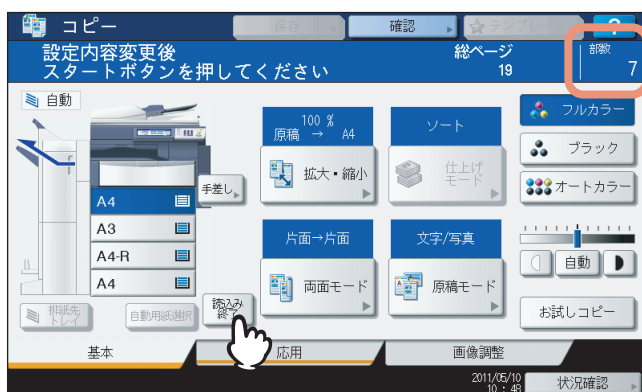 コピー
保存
確認
テンプレート
?
設定内容変更後
スタートボタンを押してください
総ページ
19
部数
7
自動
100 %
原稿 → A4
ソート
フルカラー
拡大・縮小
仕上げ
モード
ブラック
手差し
オートカラー
A4
A3
A4-R
A4
片面→片面
文字/写真
両面モード
原稿モード
自動
排紙先
トレイ
自動用紙選択
読込み
終了
お試しコピー
基本
応用
画像調整
2011/05/10
10 : 48
状況確認